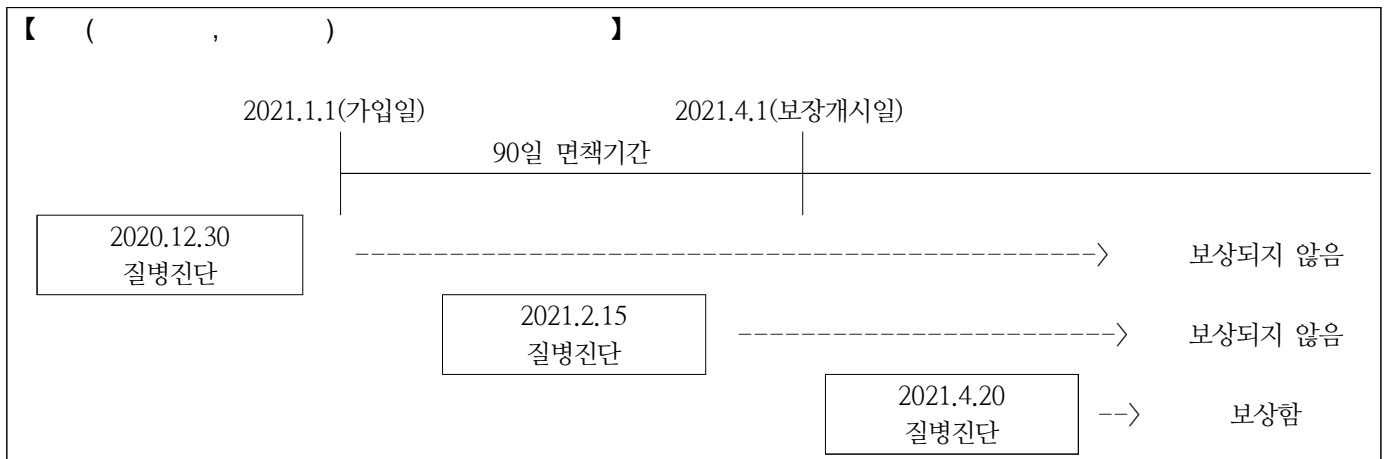 【 ( , ) 】
2021.1.1(가입일) 2021.4.1(보장개시일)
90일 면책기간
2020.12.30
질병진단
보상되지 않음
2021.2.15
질병진단
보상되지 않음
2021.4.20
질병진단
보상함